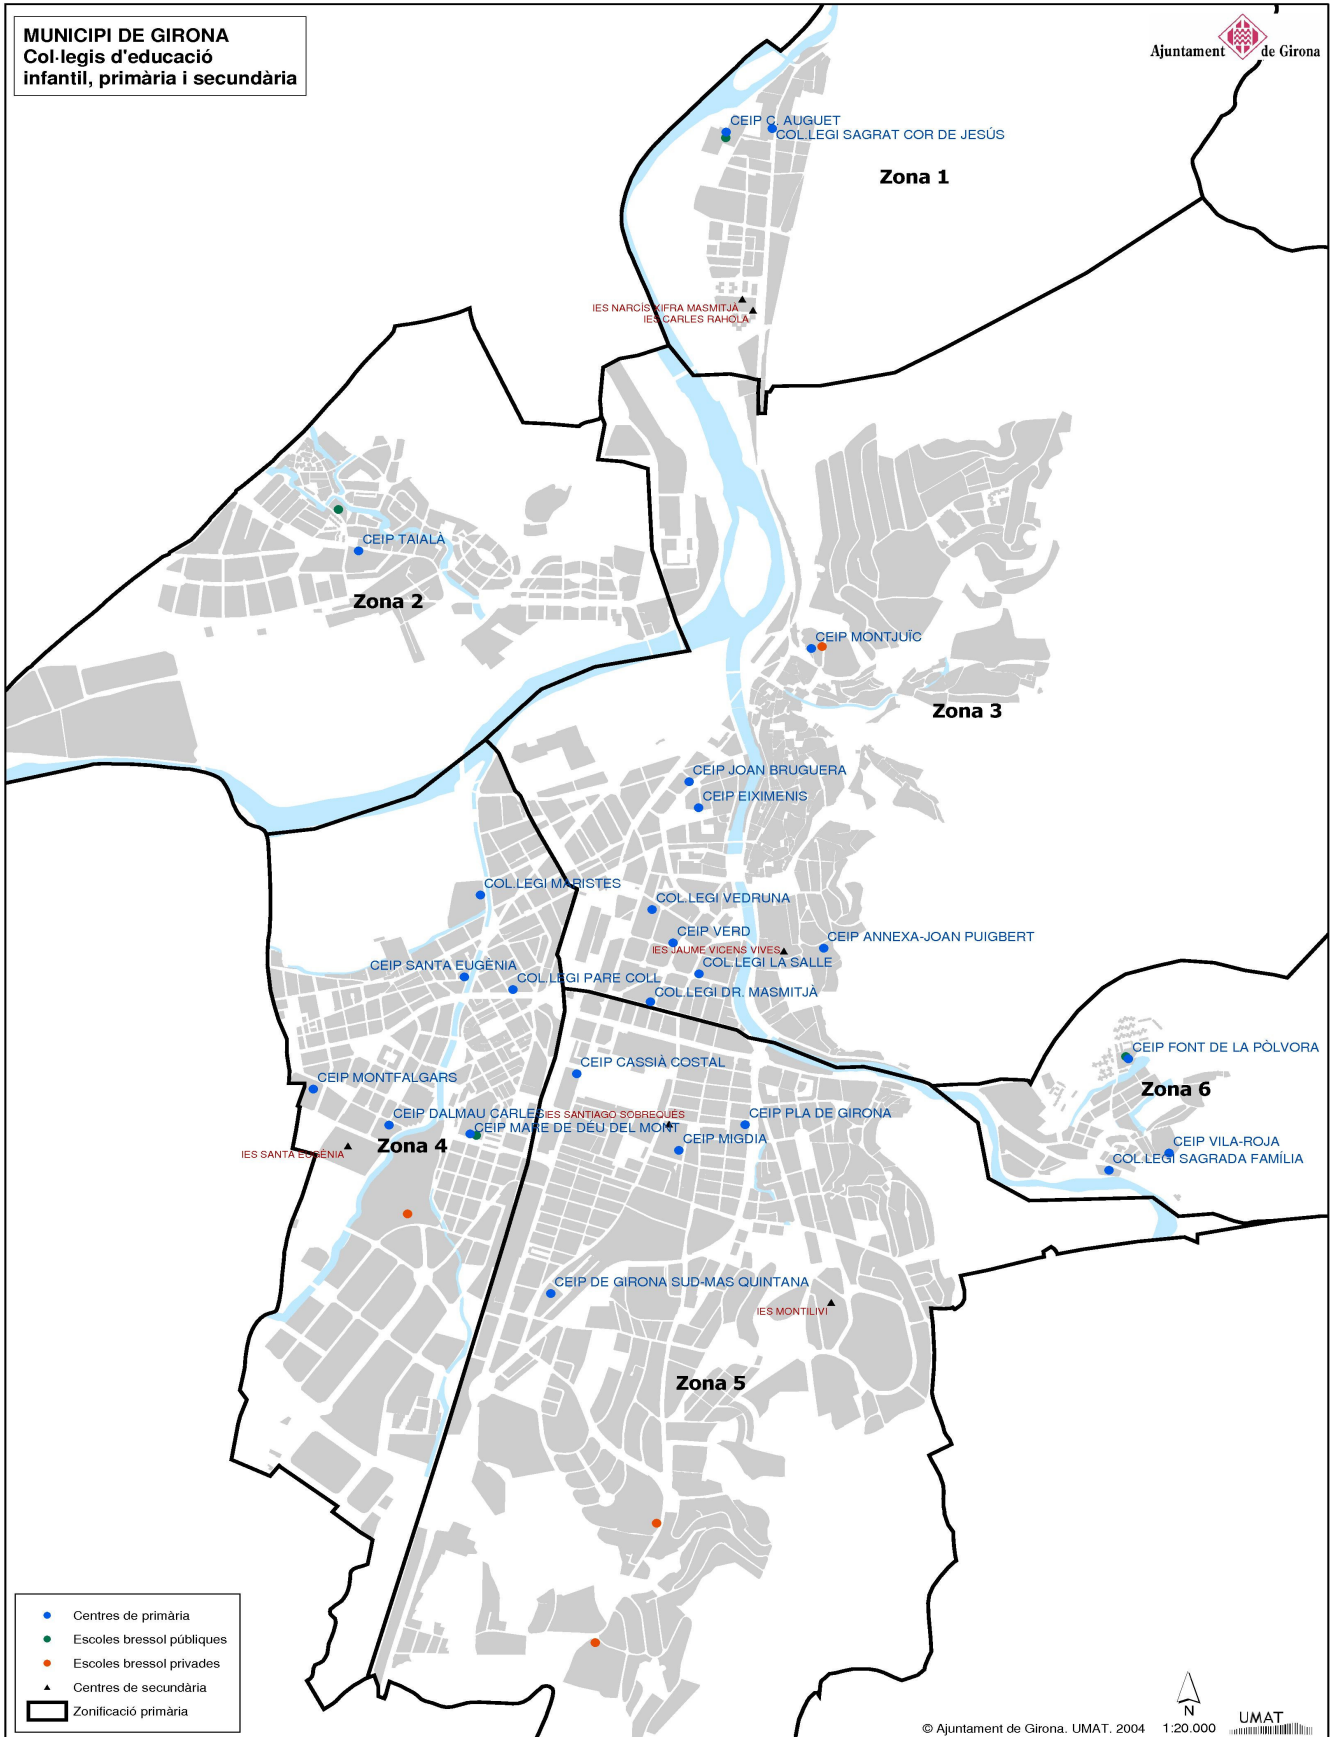 MUNICIPI DE GIRONA
Col·legis d'educació
infantil, primària i secundària
Ajuntament de Girona
CEIP C. AUGUET
COL.LEGI SAGRAT COR DE JESÚS
Zona 1
IES NARCÍS XIFRA MASMITJÀ
IES CARLES RAHOLA
CEIP TAIALÀ
Zona 2
CEIP MONTJUÏC
Zona 3
CEIP JOAN BRUGUERA
CEIP EIXIMENIS
COL.LEGI MARISTES
COL.LEGI VEDRUNA
CEIP VERD
CEIP ANNEXA-JOAN PUIGBERT
IES JAUME VICENS VIVES
CEIP SANTA EUGÈNIA
COL.LEGI LA SALLE
COL.LEGI PARE COLL
COL.LEGI DR. MASMITJÀ
CEIP FONT DE LA PÒLVORA
CEIP CASSIÀ COSTAL
CEIP MONTFALGARS
Zona 6
CEIP DALMAU CARLES
IES SANTIAGO SOBREQUÉS
CEIP PLA DE GIRONA
CEIP MARE DE DÉU DEL MONT
CEIP MIGDIA
Zona 4
CEIP VILA-ROJA
IES SANTA EUGÈNIA
COL.LEGI SAGRADA FAMÍLIA
CEIP DE GIRONA SUD-MAS QUINTANA
IES MONTILIVI
Zona 5
Centres de primària
Escoles bressol públiques
Escoles bressol privades
Centres de secundària
Zonificació primària
N
© Ajuntament de Girona. UMAT. 2004
1:20.000
UMAT